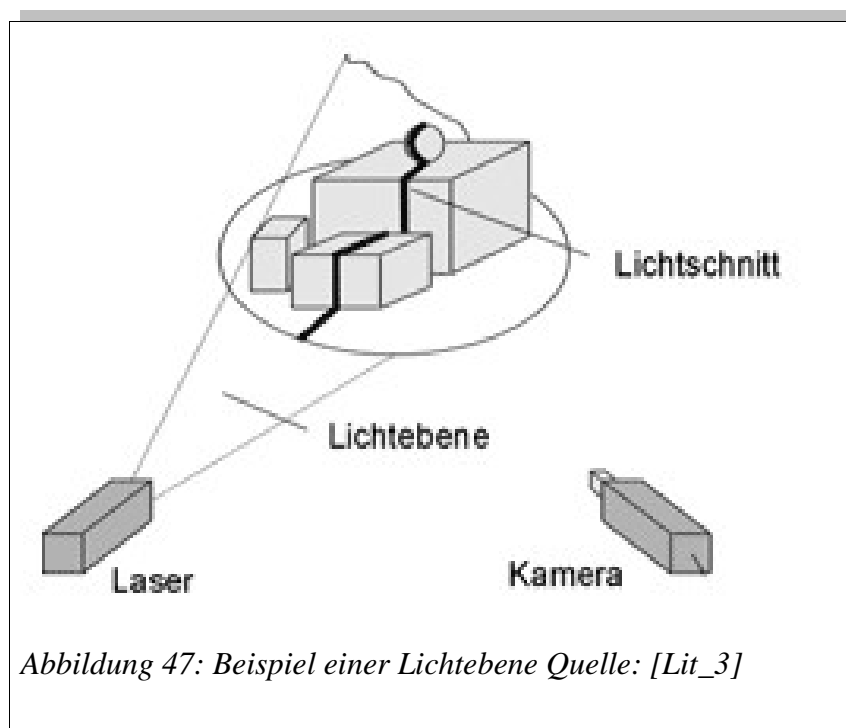 Lichtschnitt
Lichtebene
Laser
Kamera
Abbildung 47: Beispiel einer Lichtebene Quelle: [Lit_3]